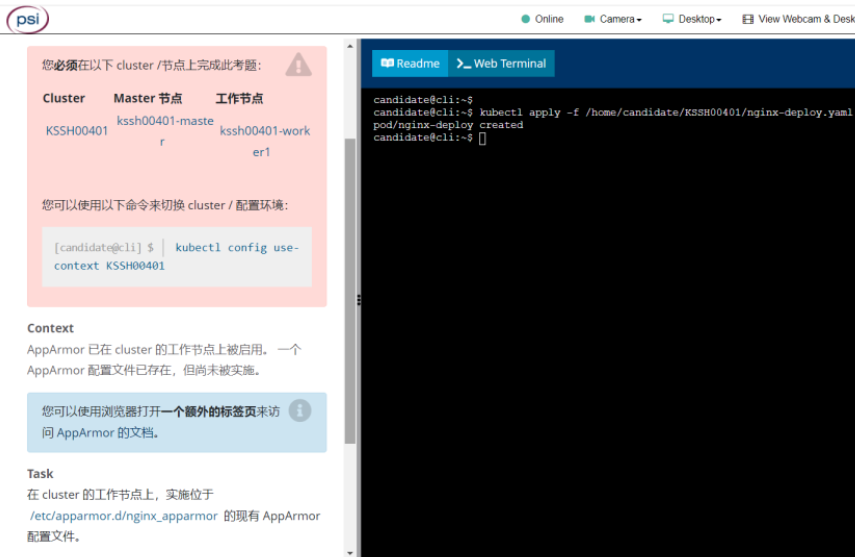 psi
Online Camera Desktop View Webcam & Desk
您必须在以下 cluster /节点上完成此考题:
Cluster Master 节点 工作节点
KSSH00401 kssh00401-maste
r
kssh00401-work
er1
您可以使用以下命令来切换 cluster / 配置环境:
[candidate@cli] $ | kubectl config use-
context KSSH00401
Context
AppArmor 已在 cluster 的工作节点上被启用。 一个
AppArmor 配置文件已存在，但尚未被实施。
您可以使用浏览器打开一个额外的标签页来访
问 AppArmor 的文档。
Task
在 cluster 的工作节点上，实施位于
/etc/apparmor.d/nginx_apparmor 的现有 AppArmor
配置文件。
Readme >_ Web Terminal
candidate@cli:~$
candidate@cli:~$ kubectl apply -f /home/candidate/KSSH00401/nginx-deploy.yaml
pod/nginx-deploy created
candidate@cli:~$